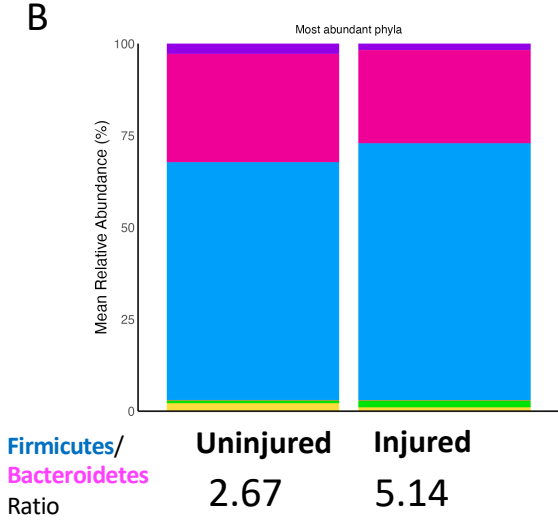 B
Most abundant phyla
Mean Relative Abundance (%)
100
75
50
25
0
Firmicutes/
Bacteroidetes
Ratio
Uninjured Injured
2.67 5.14